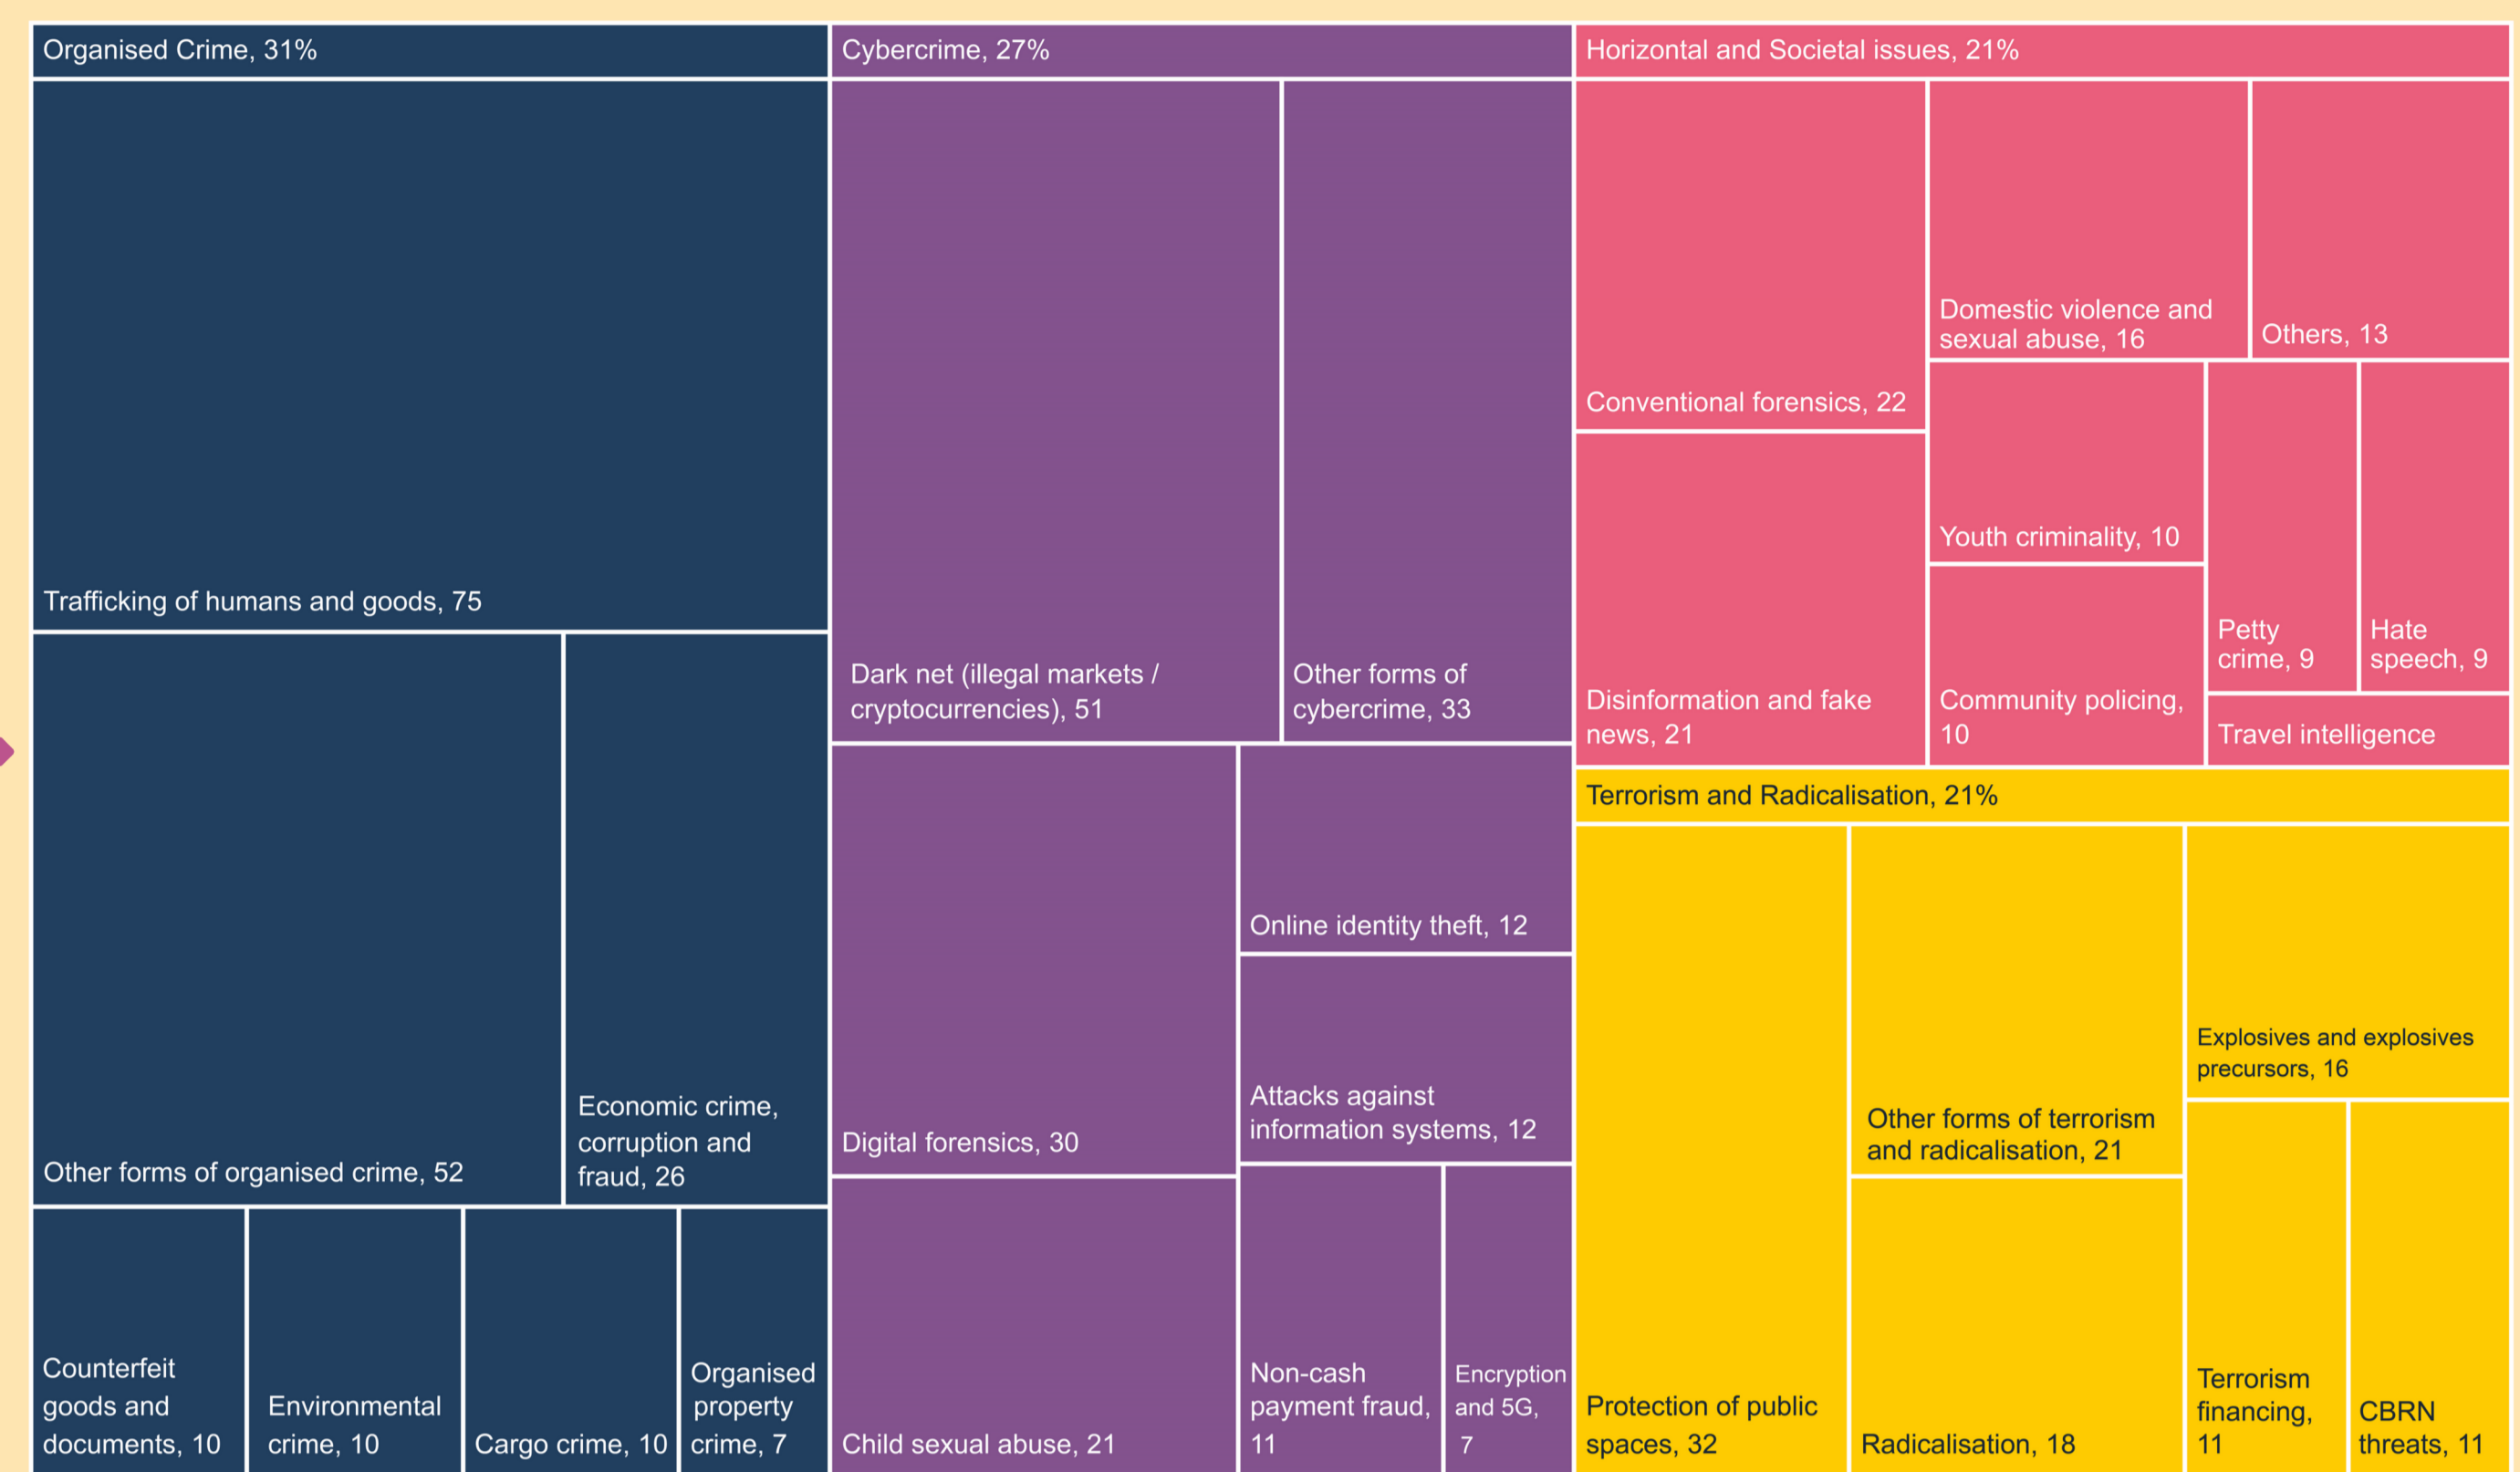 Organised Crime, 31%
Trafficking of humans and goods, 75
Other forms of organised crime, 52
Economic crime,
corruption and
fraud, 26
Counterfeit
goods and
documents, 10
Environmental
crime, 10
Cargo crime, 10
Organised
property
crime, 7
Cybercrime, 27%
Dark net (illegal markets /
cryptocurrencies), 51
Other forms of
cybercrime, 33
Digital forensics, 30
Child sexual abuse, 21
Online identity theft, 12
Attacks against
information systems, 12
Non-cash
payment fraud,
11
Encryption
and 5G,
7
Horizontal and Societal issues, 21%
Conventional forensics, 22
Disinformation and fake
news, 21
Domestic violence and
sexual abuse, 16
Others, 13
Youth criminality, 10
Community policing,
10
Petty
crime, 9
Hate
speech, 9
Travel intelligence
Terrorism and Radicalisation, 21%
Protection of public
spaces, 32
Other forms of terrorism
and radicalisation, 21
Radicalisation, 18
Explosives and explosives
precursors, 16
Terrorism
financing,
11
CBRN
threats, 11